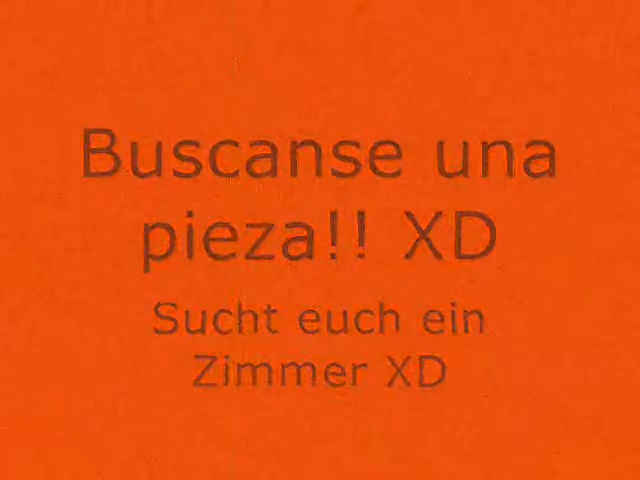 Buscanse una
pieza!! XD
Sucht euch ein
Zimmer XD